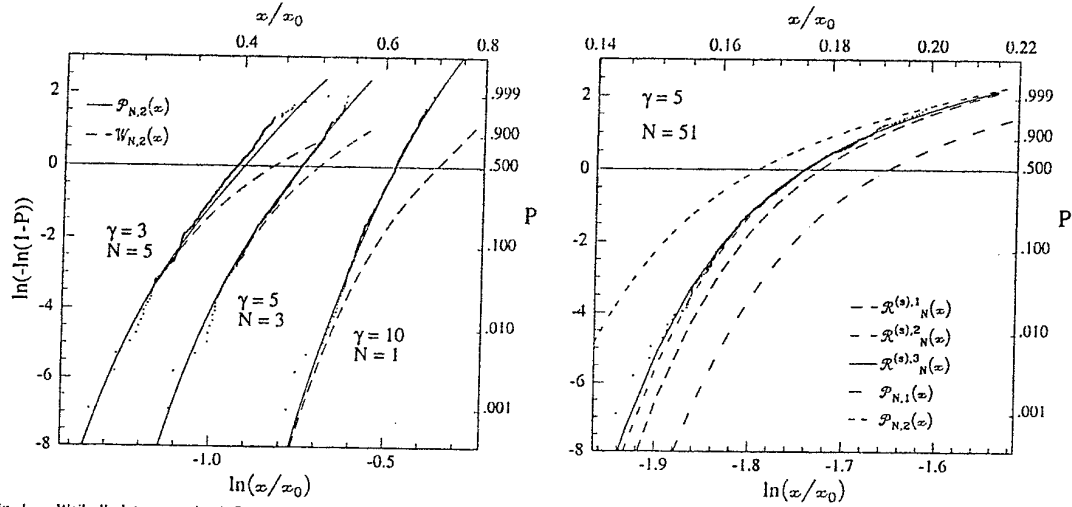 x/x₀
0.4 0.6 0.8
2
0
-2
-4
-6
-8
ln(-ln(1-P))
𝒫N,2(x)
𝒲N,2(x)
γ = 3
N = 5
γ = 5
N = 3
γ = 10
N = 1
.999
.900
.500
.100
.010
.001
P
-1.0 -0.5
ln(x/x₀)
x/x₀
0.14 0.16 0.18 0.20 0.22
2
0
-2
-4
-6
-8
γ = 5
N = 51
ℛ(s),1N(x)
ℛ(s),2N(x)
ℛ(s),3N(x)
𝒫N,1(x)
𝒫N,2(x)
.999
.900
.500
.100
.010
.001
P
-1.9 -1.8 -1.7 -1.6
ln(x/x₀)